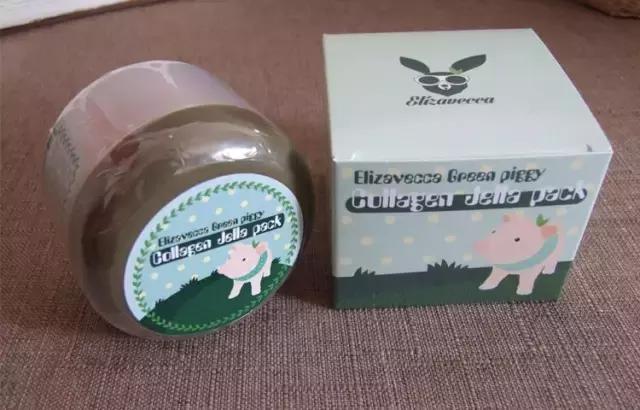 Elizavecca Green piggy
Collagen Jella pack
Elizavecca
Elizavecca Green piggy
Collagen Jella pack